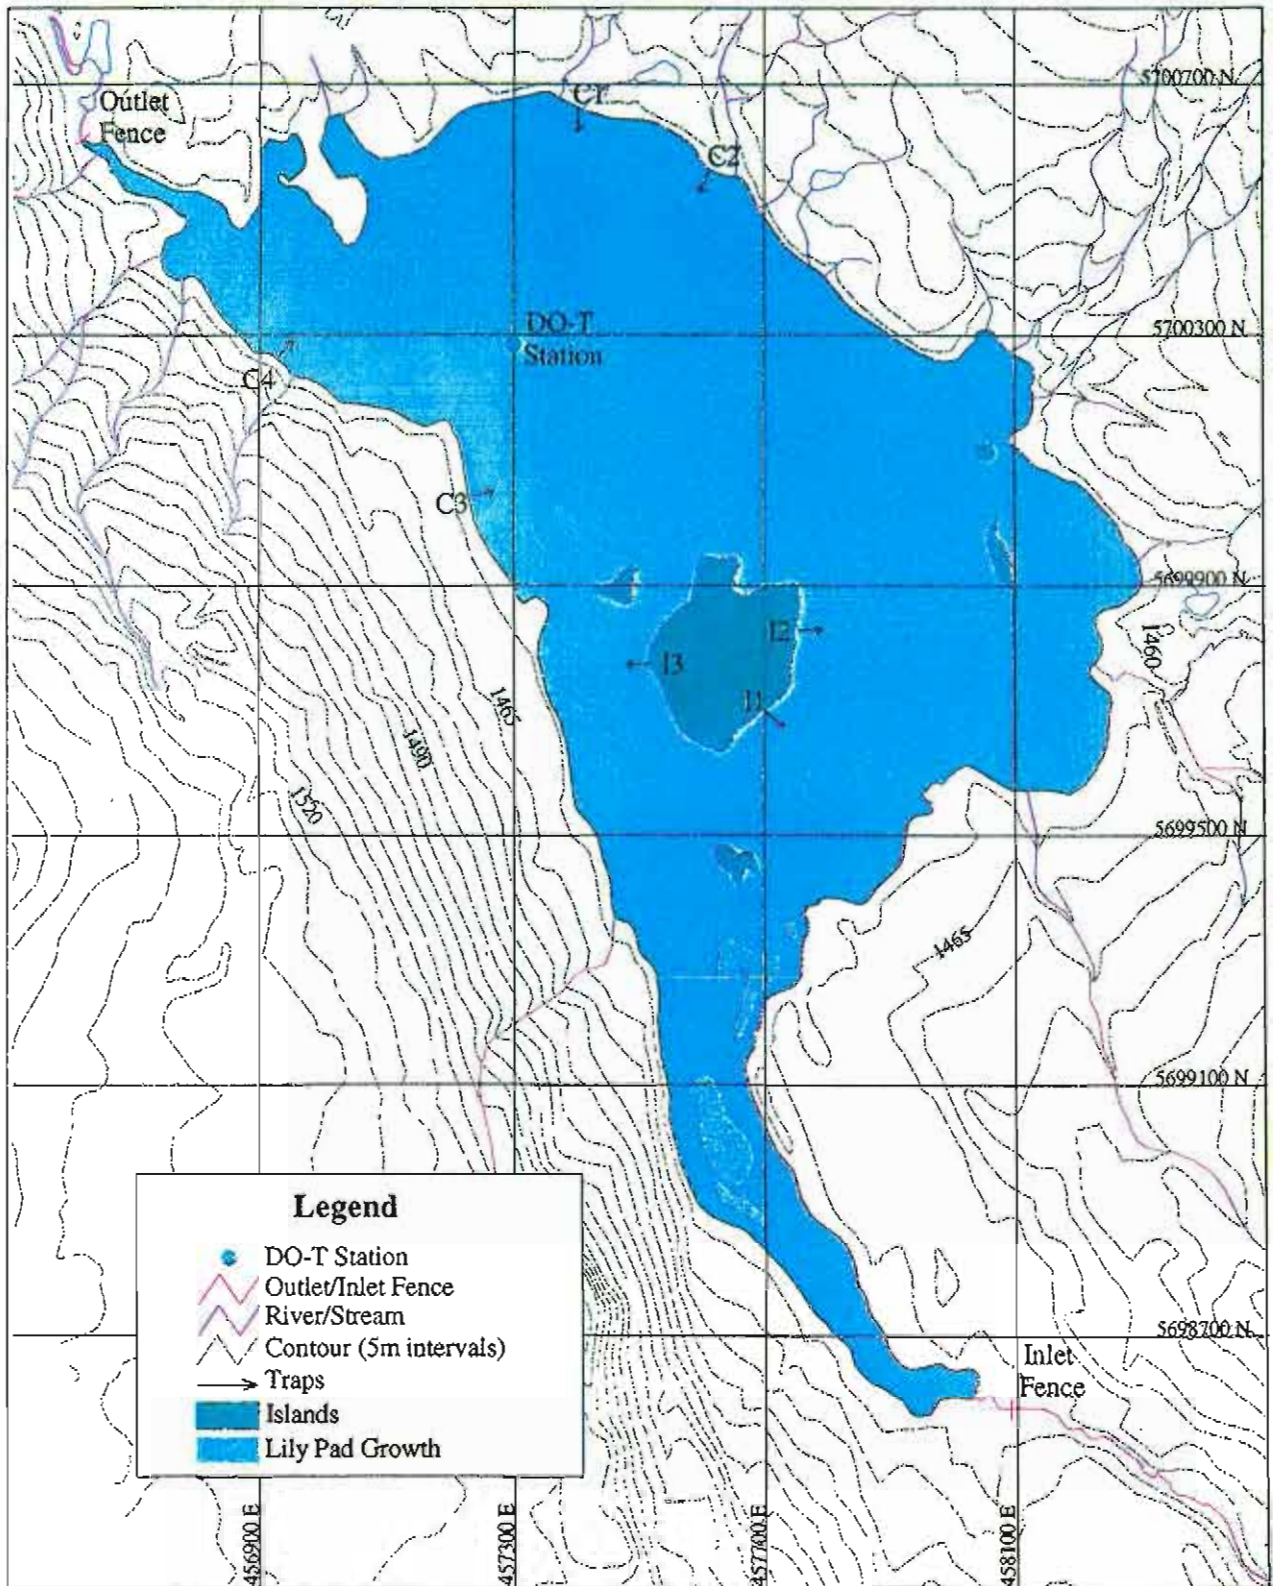 5700700 N
C1
Outlet
Fence
C2
DO-T
Station
5700300 N
C4
C3
5699900 N
I2
1460
I3
I1
1465
1490
1520
5699500 N
1465
5699100 N
Legend
DO-T Station
Outlet/Inlet Fence
River/Stream
Contour (5m intervals)
Traps
Islands
Lily Pad Growth
5698700 N
Inlet
Fence
456900 E
457300 E
457700 E
458100 E